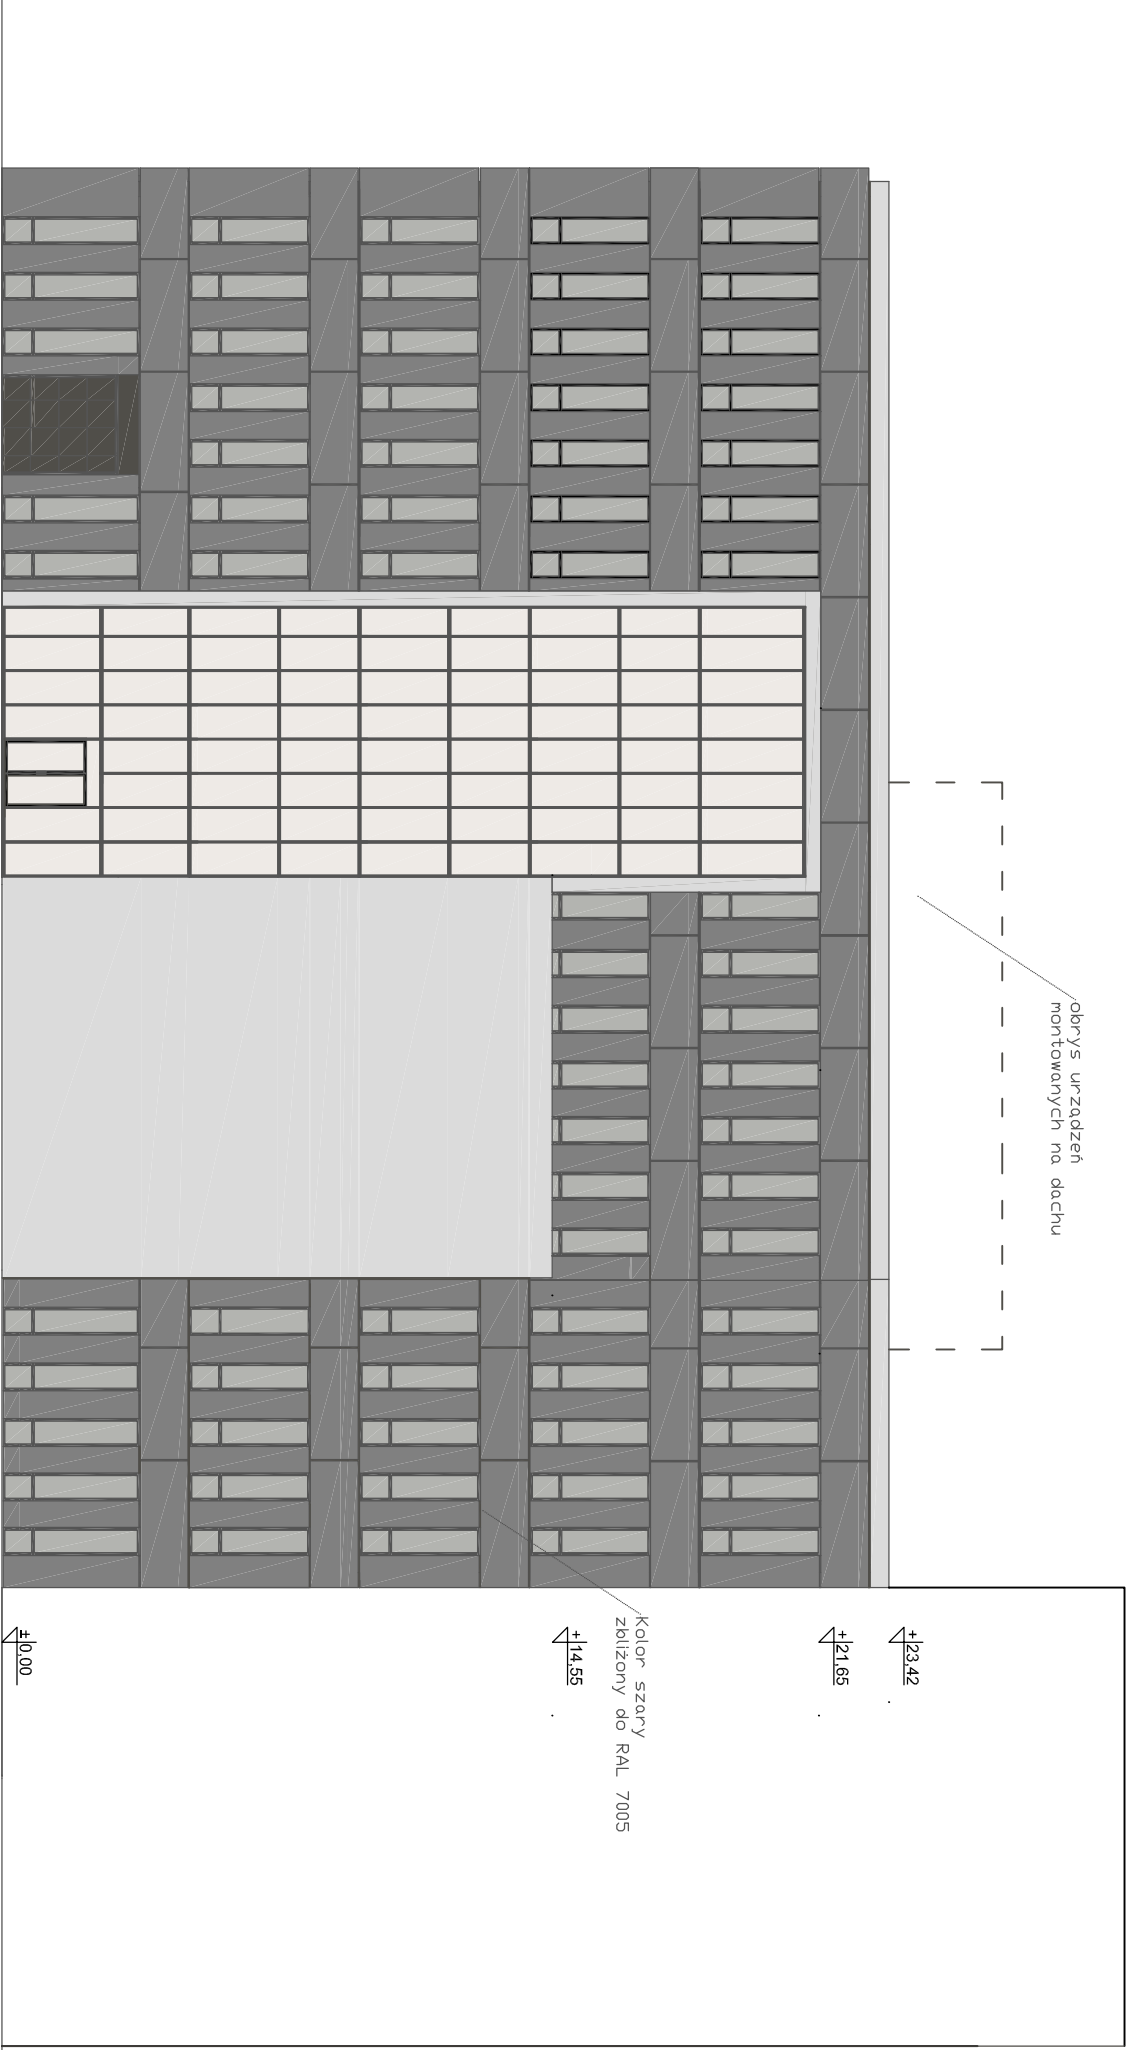 obrys urządzeń
montowanych na dachu
Kolor szary
zbliżony do RAL 7005
+23,42
+21,65
+14,55
±0,00